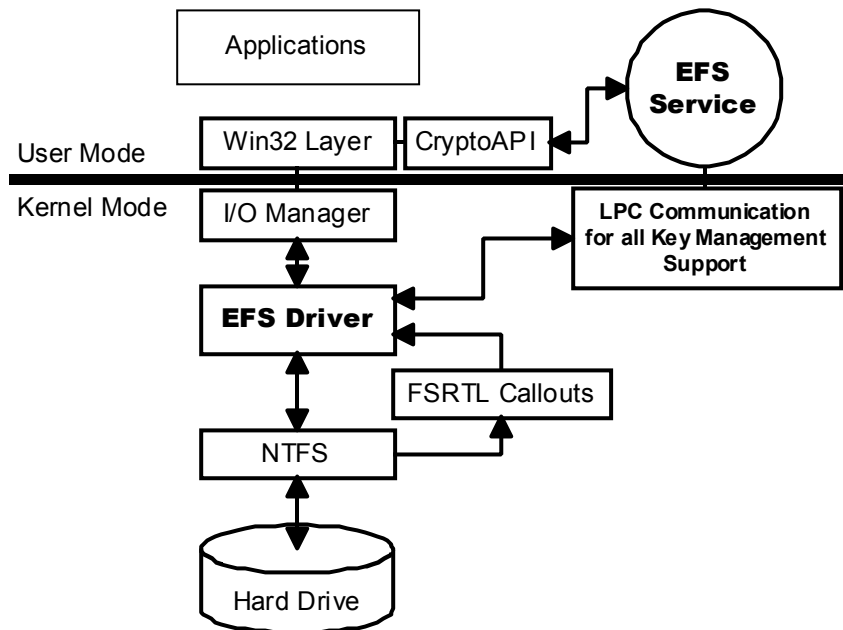 Applications
EFS
Service
Win32 Layer
CryptoAPI
User Mode
Kernel Mode
I/O Manager
LPC Communication
for all Key Management
Support
EFS Driver
FSRTL Callouts
NTFS
Hard Drive